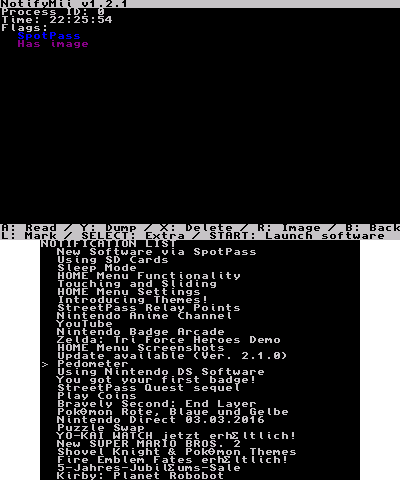 NotifyMii v1.2.1
Process ID: 0
Time: 22:25:54
Flags:
SpotPass
Has image
A: Read / Y: Dump / X: Delete / R: Image / B: Back
L: Mark / SELECT: Extra / START: Launch software
NOTIFICATION LIST
New Software via SpotPass
Using SD Cards
Sleep Mode
HOME Menu Functionality
Touching and Sliding
HOME Menu Settings
Introducing Themes!
StreetPass Relay Points
Nintendo Anime Channel
YouTube
Nintendo Badge Arcade
Zelda: Tri Force Heroes Demo
HOME Menu Screenshots
Update available (Ver. 2.1.0)
> Pedometer
Using Nintendo DS Software
You got your first badge!
StreetPass Quest sequel
Play Coins
Bravely Second: End Layer
PokΘmon Rote, Blaue und Gelbe
Nintendo Direct 03.03.2016
Puzzle Swap
YO-KAI WATCH jetzt erhΣltlich!
New SUPER MARIO BROS. 2
Shovel Knight & PokΘmon Themes
Fire Emblem Fates erhΣltlich!
5-Jahres-JubilΣums-Sale
Kirby: Planet Robobot